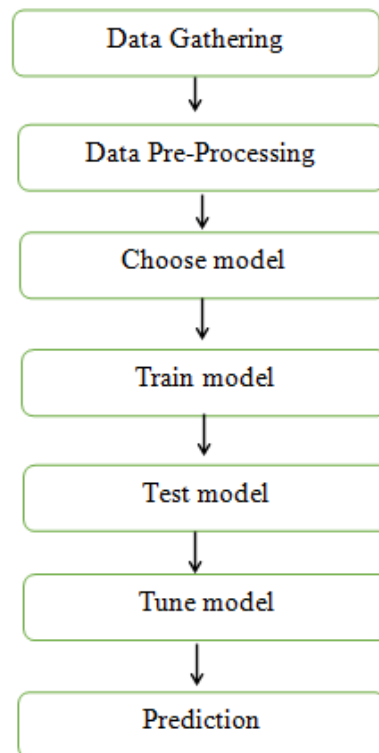 Data Gathering
Data Pre-Processing
Choose model
Train model
Test model
Tune model
Prediction